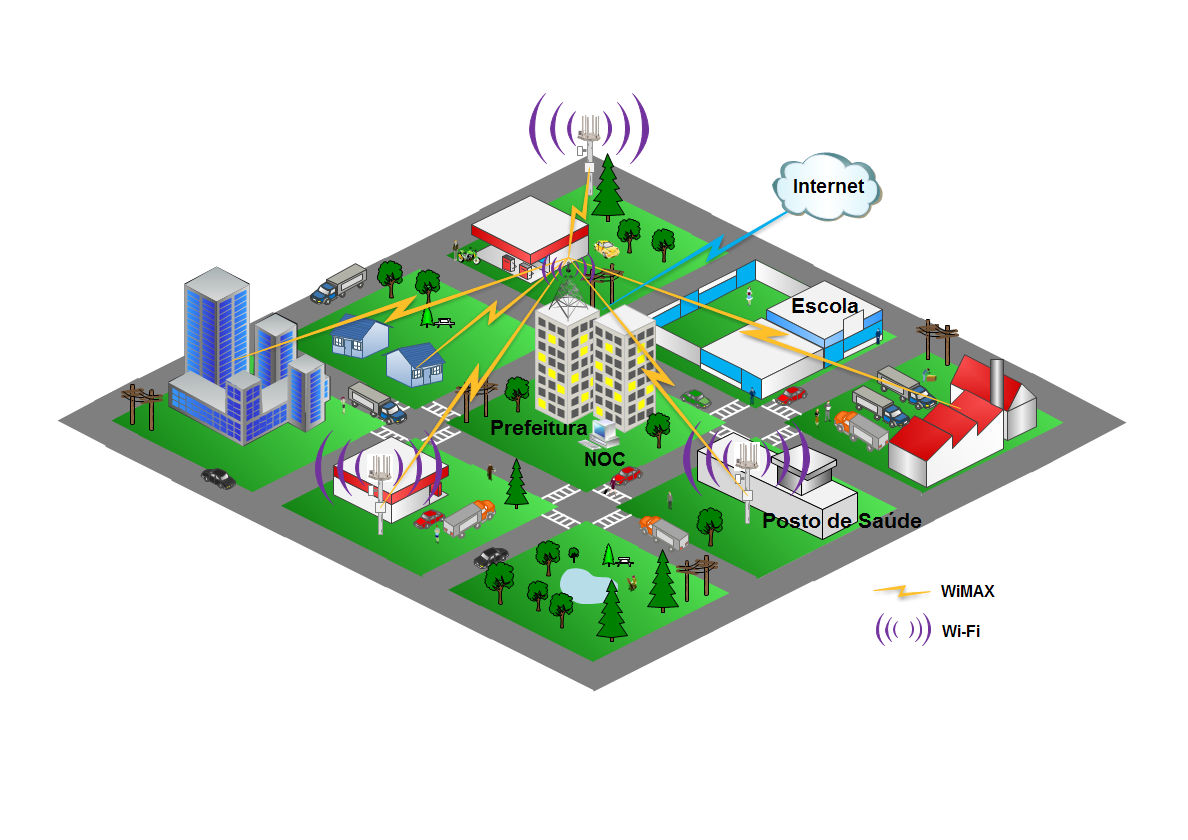 Internet
Escola
Prefeitura
NOC
Posto de Saúde
WiMAX
Wi-Fi